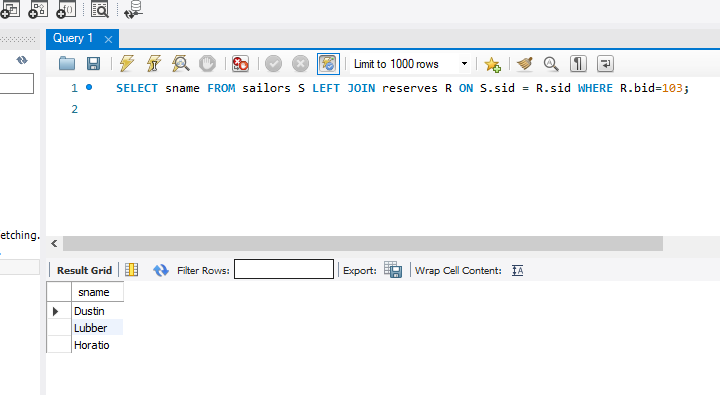 Query 1
Limit to 1000 rows
1 SELECT sname FROM sailors S LEFT JOIN reserves R ON S.sid = R.sid WHERE R.bid=103;
2
etching.
Result Grid Filter Rows: Export: Wrap Cell Content:
sname
Dustin
Lubber
Horatio